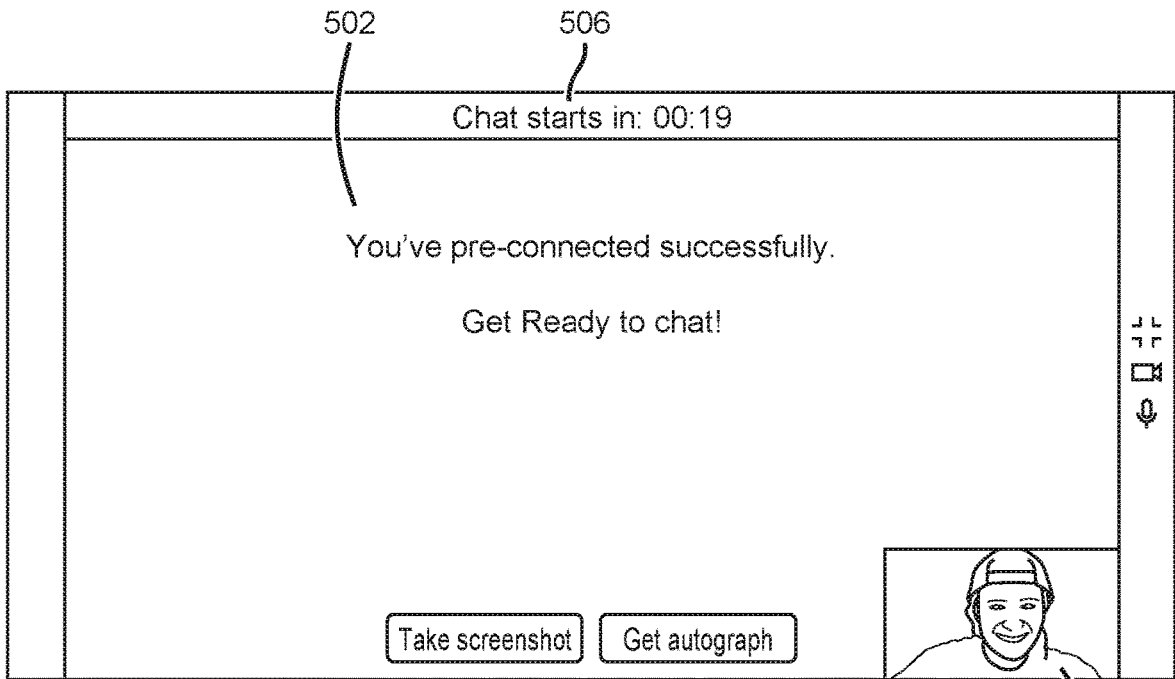 502 506
Chat starts in: 00:19
You've pre-connected successfully.
Get Ready to chat!
Take screenshot Get autograph